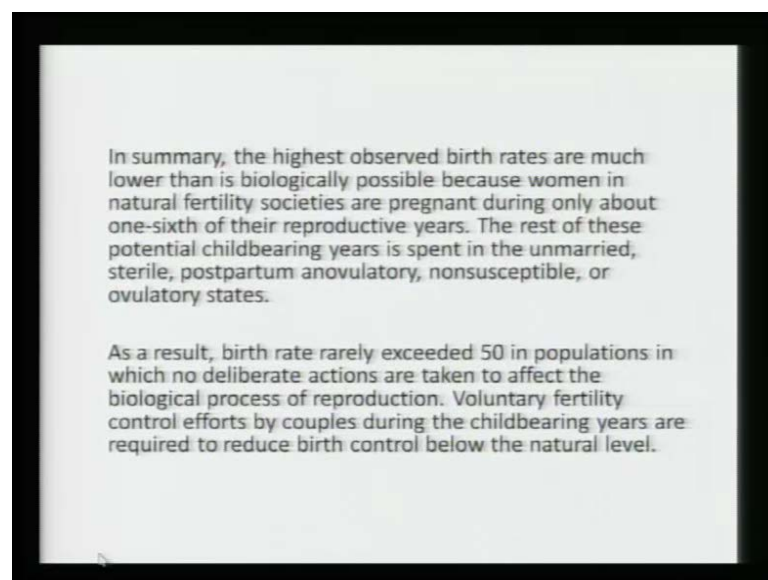 In summary, the highest observed birth rates are much
lower than is biologically possible because women in
natural fertility societies are pregnant during only about
one-sixth of their reproductive years. The rest of these
potential childbearing years is spent in the unmarried,
sterile, postpartum anovulatory, nonsusceptible, or
ovulatory states.
As a result, birth rate rarely exceeded 50 in populations in
which no deliberate actions are taken to affect the
biological process of reproduction. Voluntary fertility
control efforts by couples during the childbearing years are
required to reduce birth control below the natural level.